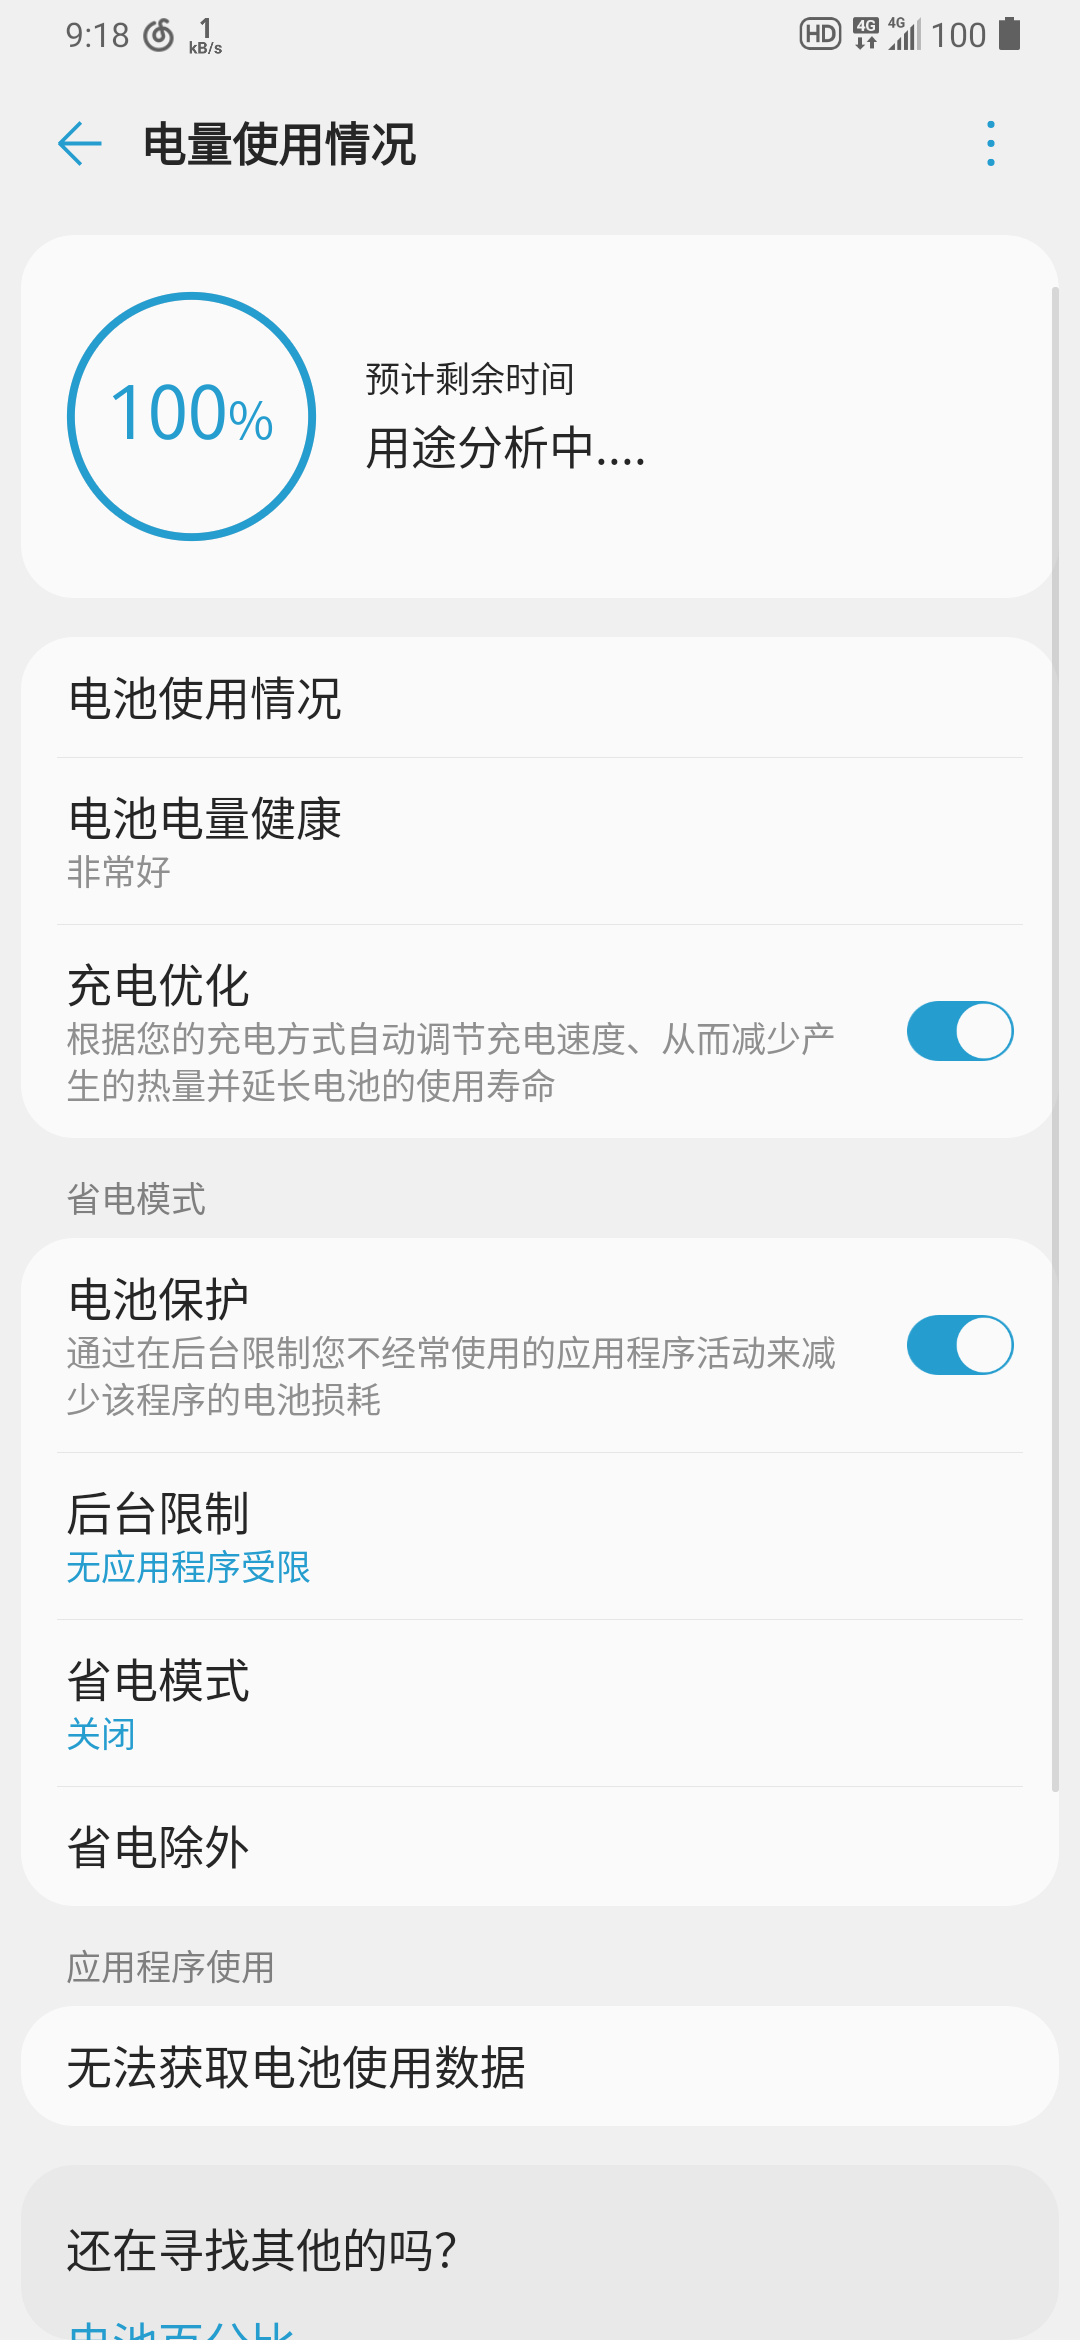 9:18 1 kB/s HD 4G 4G 100
电量使用情况
100%
预计剩余时间
用途分析中....
电池使用情况
电池电量健康
非常好
充电优化
根据您的充电方式自动调节充电速度、从而减少产
生的热量并延长电池的使用寿命
省电模式
电池保护
通过在后台限制您不经常使用的应用程序活动来减
少该程序的电池损耗
后台限制
无应用程序受限
省电模式
关闭
省电除外
应用程序使用
无法获取电池使用数据
还在寻找其他的吗?
电池百分比